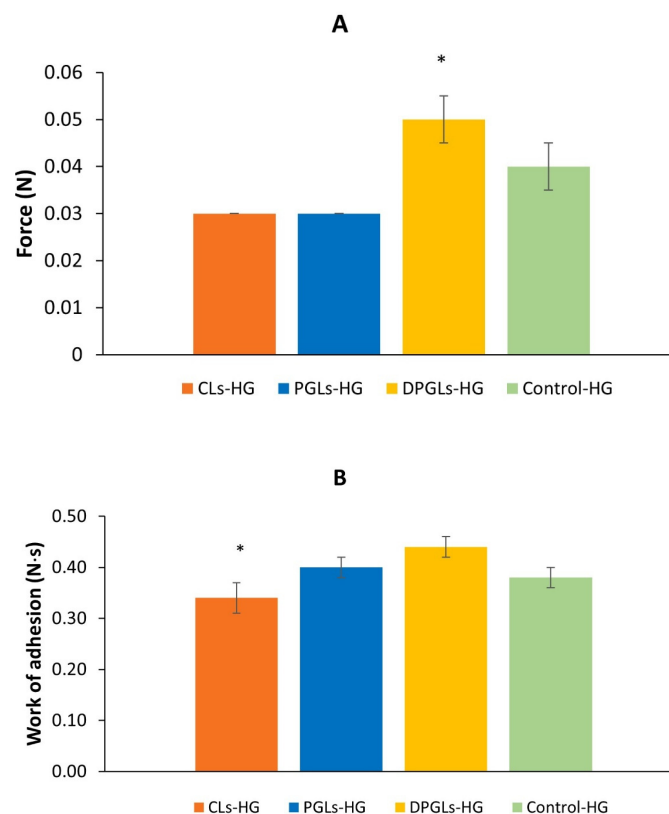 A
*
0.06
0.05
0.04
0.03
0.02
0.01
0
Force (N)
CLs-HG PGLs-HG DPGLs-HG Control-HG
B
*
0.50
0.40
0.30
0.20
0.10
0.00
Work of adhesion (N·s)
CLs-HG PGLs-HG DPGLs-HG Control-HG